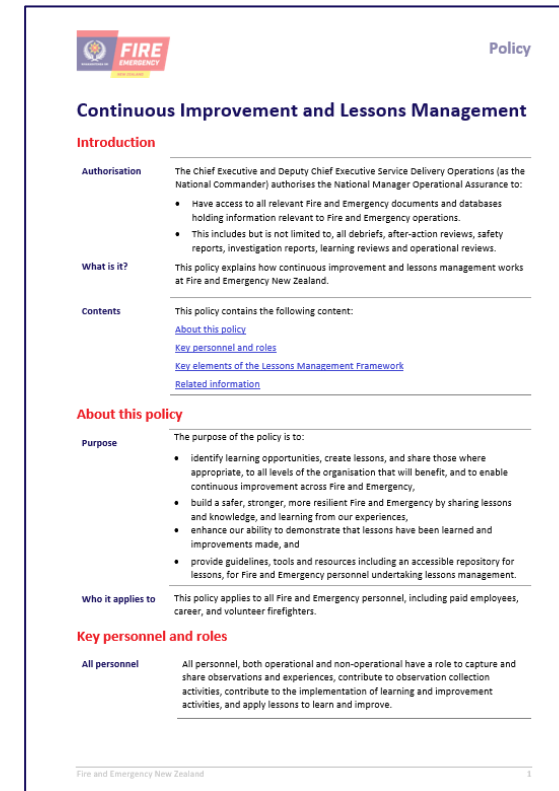 FIRE
EMERGENCY
NEW ZEALAND
Policy
Continuous Improvement and Lessons Management
Introduction
Authorisation
The Chief Executive and Deputy Chief Executive Service Delivery Operations (as the
National Commander) authorises the National Manager Operational Assurance to:
• Have access to all relevant Fire and Emergency documents and databases
holding information relevant to Fire and Emergency operations.
• This includes but is not limited to, all debriefs, after-action reviews, safety
reports, investigation reports, learning reviews and operational reviews.
What is it?
This policy explains how continuous improvement and lessons management works
at Fire and Emergency New Zealand.
Contents
This policy contains the following content:
About this policy
Key personnel and roles
Key elements of the Lessons Management Framework
Related information
About this policy
Purpose
The purpose of the policy is to:
• identify learning opportunities, create lessons, and share those where
appropriate, to all levels of the organisation that will benefit, and to enable
continuous improvement across Fire and Emergency,
• build a safer, stronger, more resilient Fire and Emergency by sharing lessons
and knowledge, and learning from our experiences,
• enhance our ability to demonstrate that lessons have been learned and
improvements made, and
• provide guidelines, tools and resources including an accessible repository for
lessons, for Fire and Emergency personnel undertaking lessons management.
Who it applies to
This policy applies to all Fire and Emergency personnel, including paid employees,
career, and volunteer firefighters.
Key personnel and roles
All personnel
All personnel, both operational and non-operational have a role to capture and
share observations and experiences, contribute to observation collection
activities, contribute to the implementation of learning and improvement
activities, and apply lessons to learn and improve.
Fire and Emergency New Zealand
1